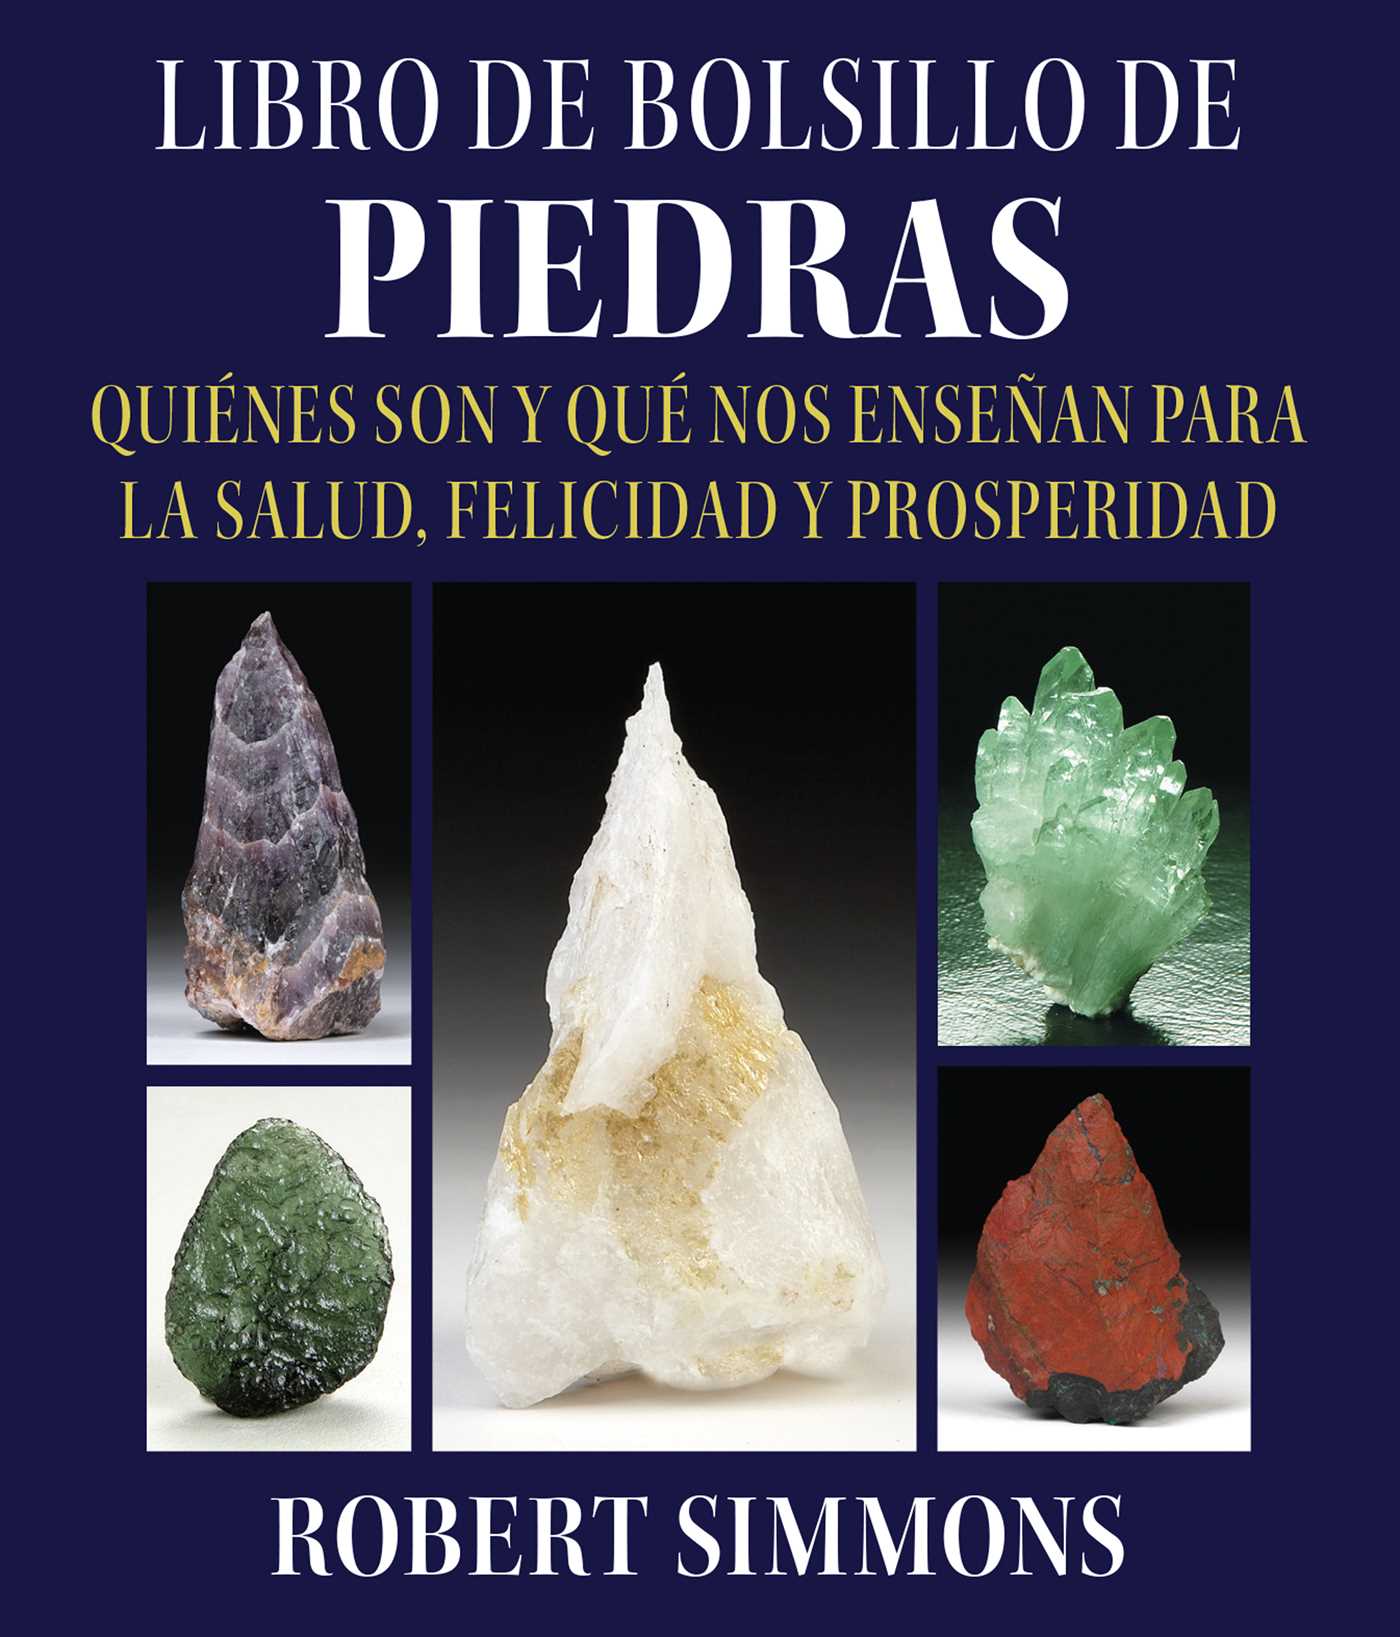 LIBRO DE BOLSILLO DE
PIEDRAS
QUIÉNES SON Y QUÉ NOS ENSEÑAN PARA
LA SALUD, FELICIDAD Y PROSPERIDAD
ROBERT SIMMONS